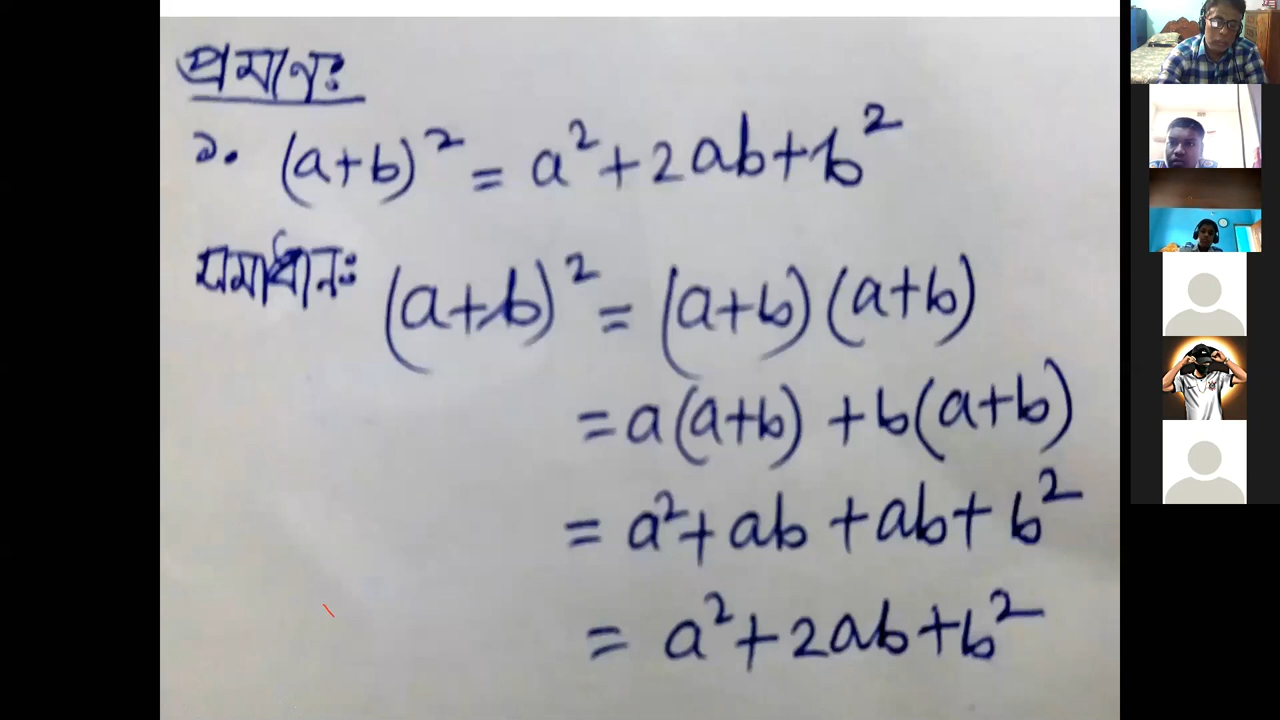 প্রমাণঃ
১. (a+b)² = a²+2ab+b²
সমাধানঃ (a+b)² = (a+b)(a+b)
= a(a+b) + b(a+b)
= a²+ab+ab+b²
= a²+2ab+b²